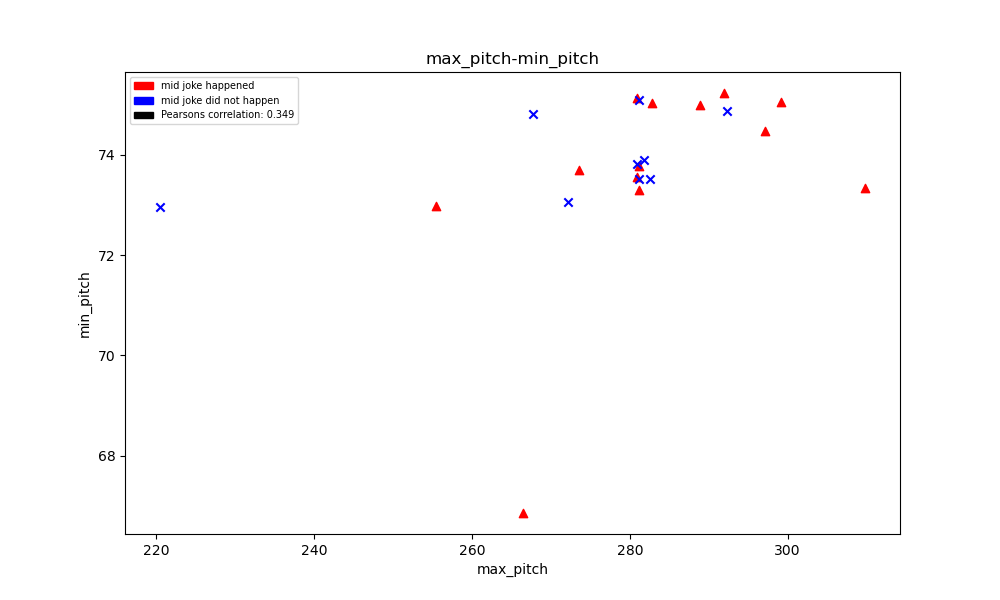 max_pitch-min_pitch
mid joke happened
mid joke did not happen
Pearsons correlation: 0.349
74
72
70
68
min_pitch
220
240
260
280
300
max_pitch